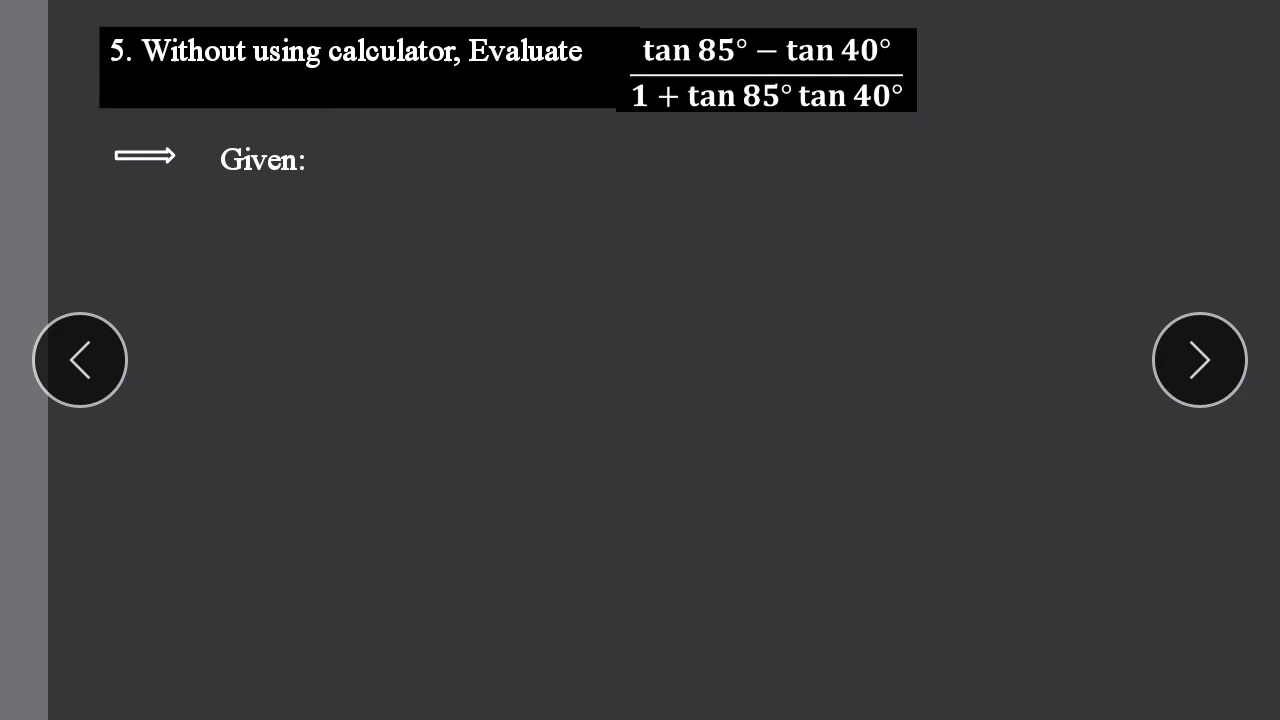 5. Without using calculator, Evaluate tan 85° − tan 40°
1 + tan 85° tan 40°
⟹ Given: